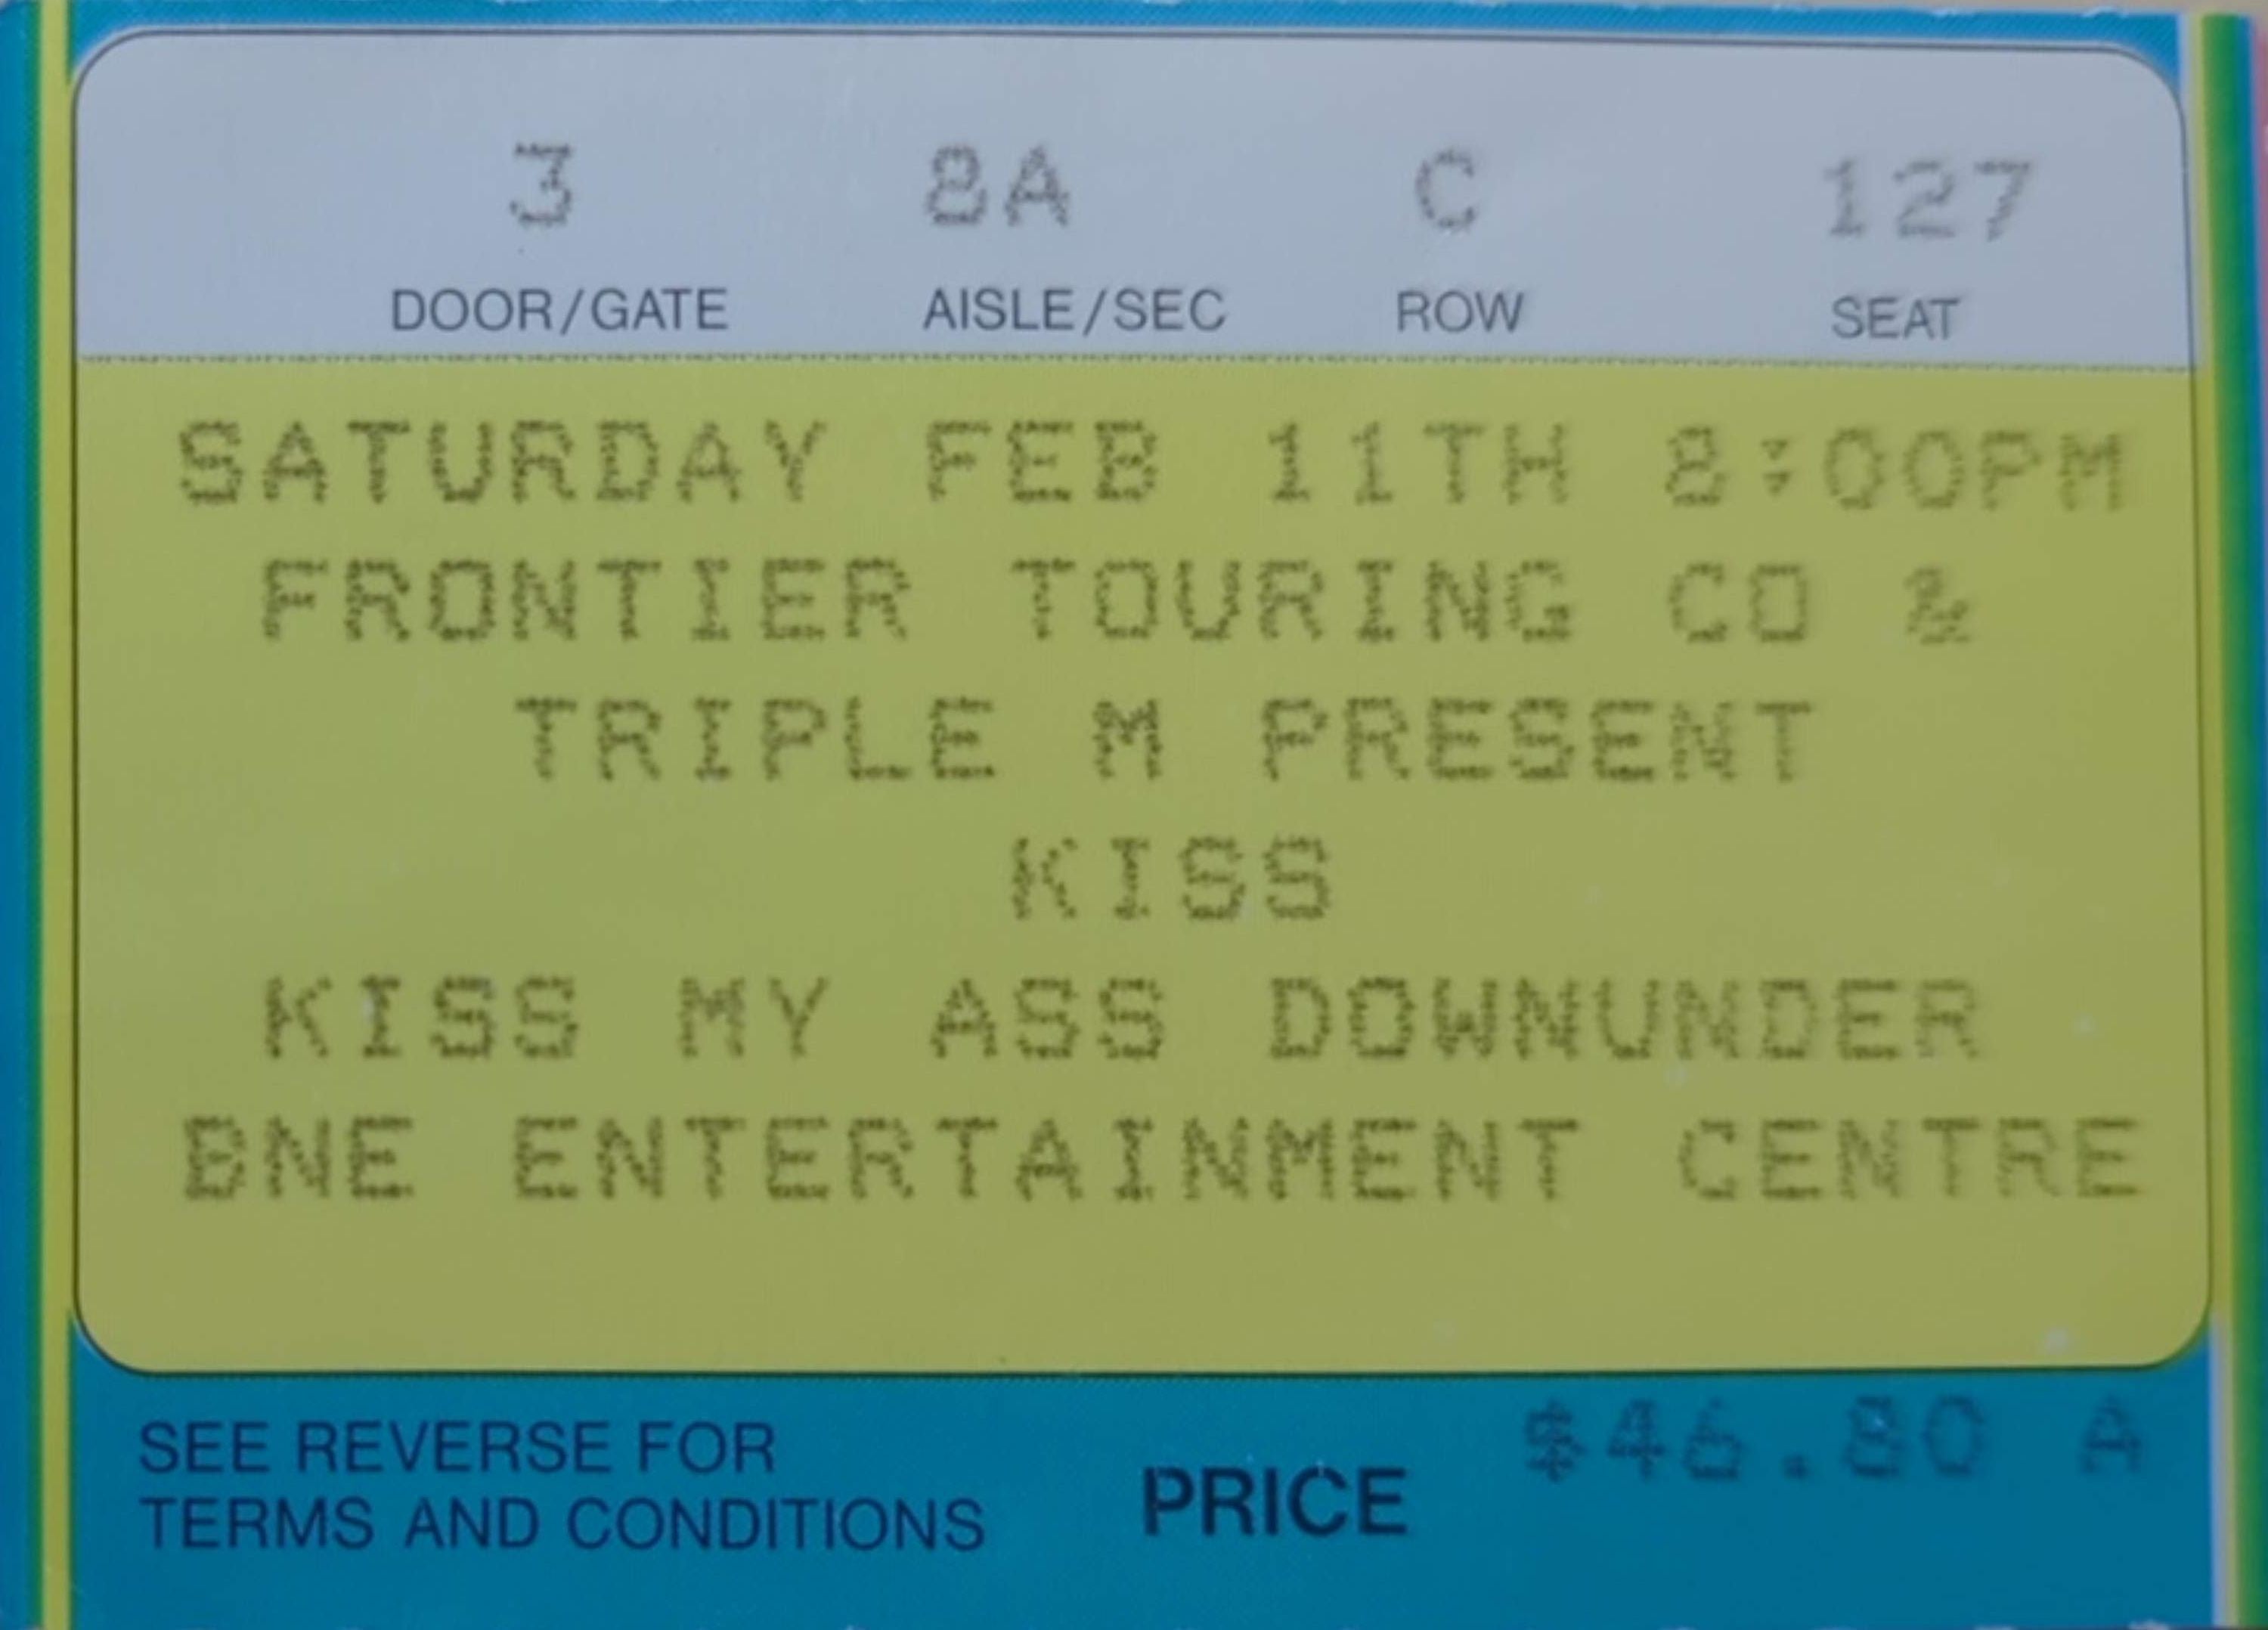 3 8A C 127
DOOR/GATE AISLE/SEC ROW SEAT
SATURDAY FEB 11TH 8:00PM
FRONTIER TOURING CO &
TRIPLE M PRESENT
KISS
KISS MY ASS DOWNUNDER
BNE ENTERTAINMENT CENTRE
SEE REVERSE FOR
TERMS AND CONDITIONS
PRICE $46.80 A